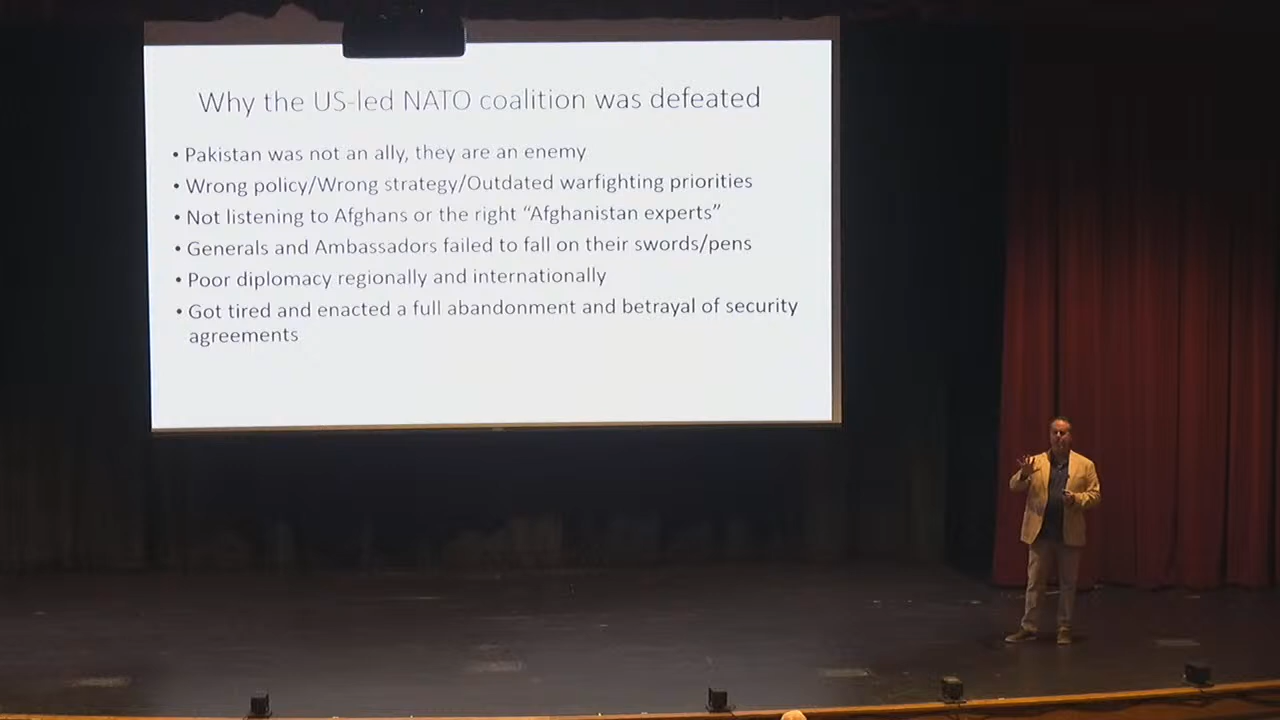 Why the US-led NATO coalition was defeated
• Pakistan was not an ally, they are an enemy
• Wrong policy/Wrong strategy/Outdated warfighting priorities
• Not listening to Afghans or the right “Afghanistan experts”
• Generals and Ambassadors failed to fall on their swords/pens
• Poor diplomacy regionally and internationally
• Got tired and enacted a full abandonment and betrayal of security
agreements